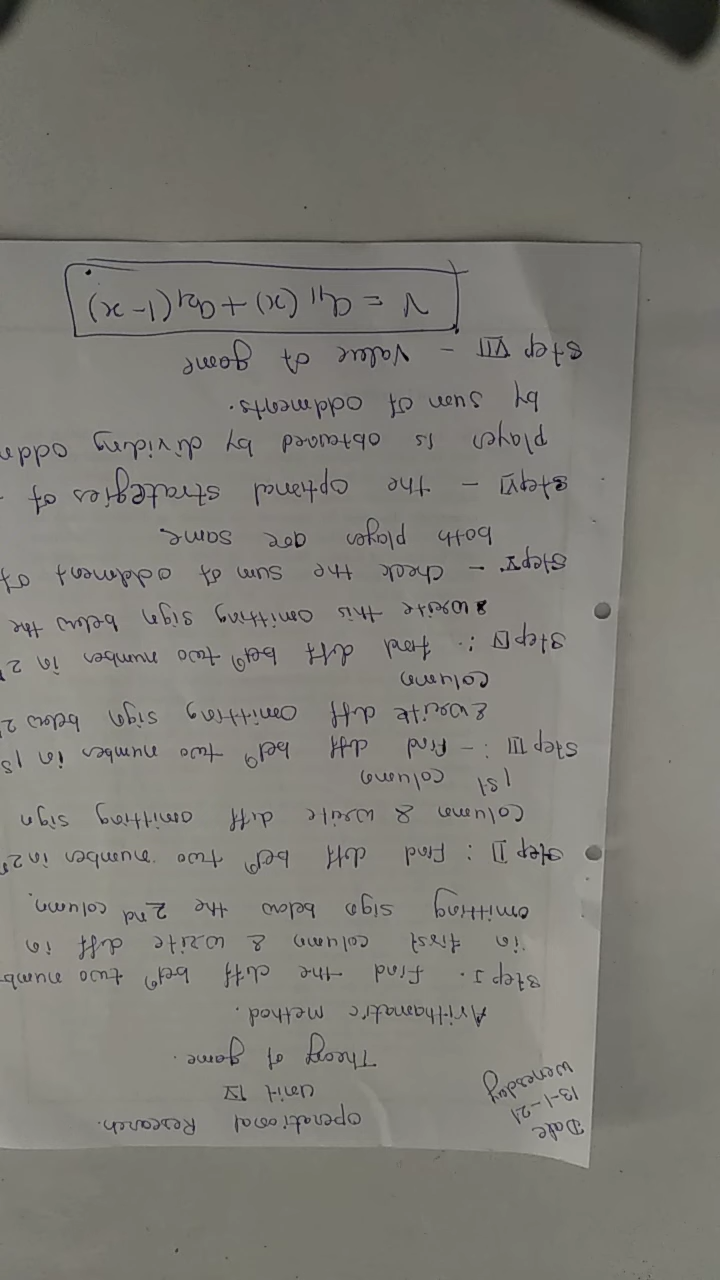 Date
13-1-21
wenesday
operational Research.
Unit IV
Theory of game.
Arithamatic method.
Step I. Find the diff betn two numb
in first column & write diff in
omitting sign below the 2nd column.
Step II : Find diff betn two number in 2n
column & write diff omitting sign
1st column
Step III :- Find diff betn two number in 1s
& write diff omitting sign below 2
column
Step IV :. find diff betn two number in 2
& write this omitting sign below the
Step V - Check the sum of oddment of
both player are same
Step VI - the optional strategies of
player is obtained by dividing oddm
by sum of oddments.
Step VII - Value of game
V = a11 (x) + a21 (1-x)